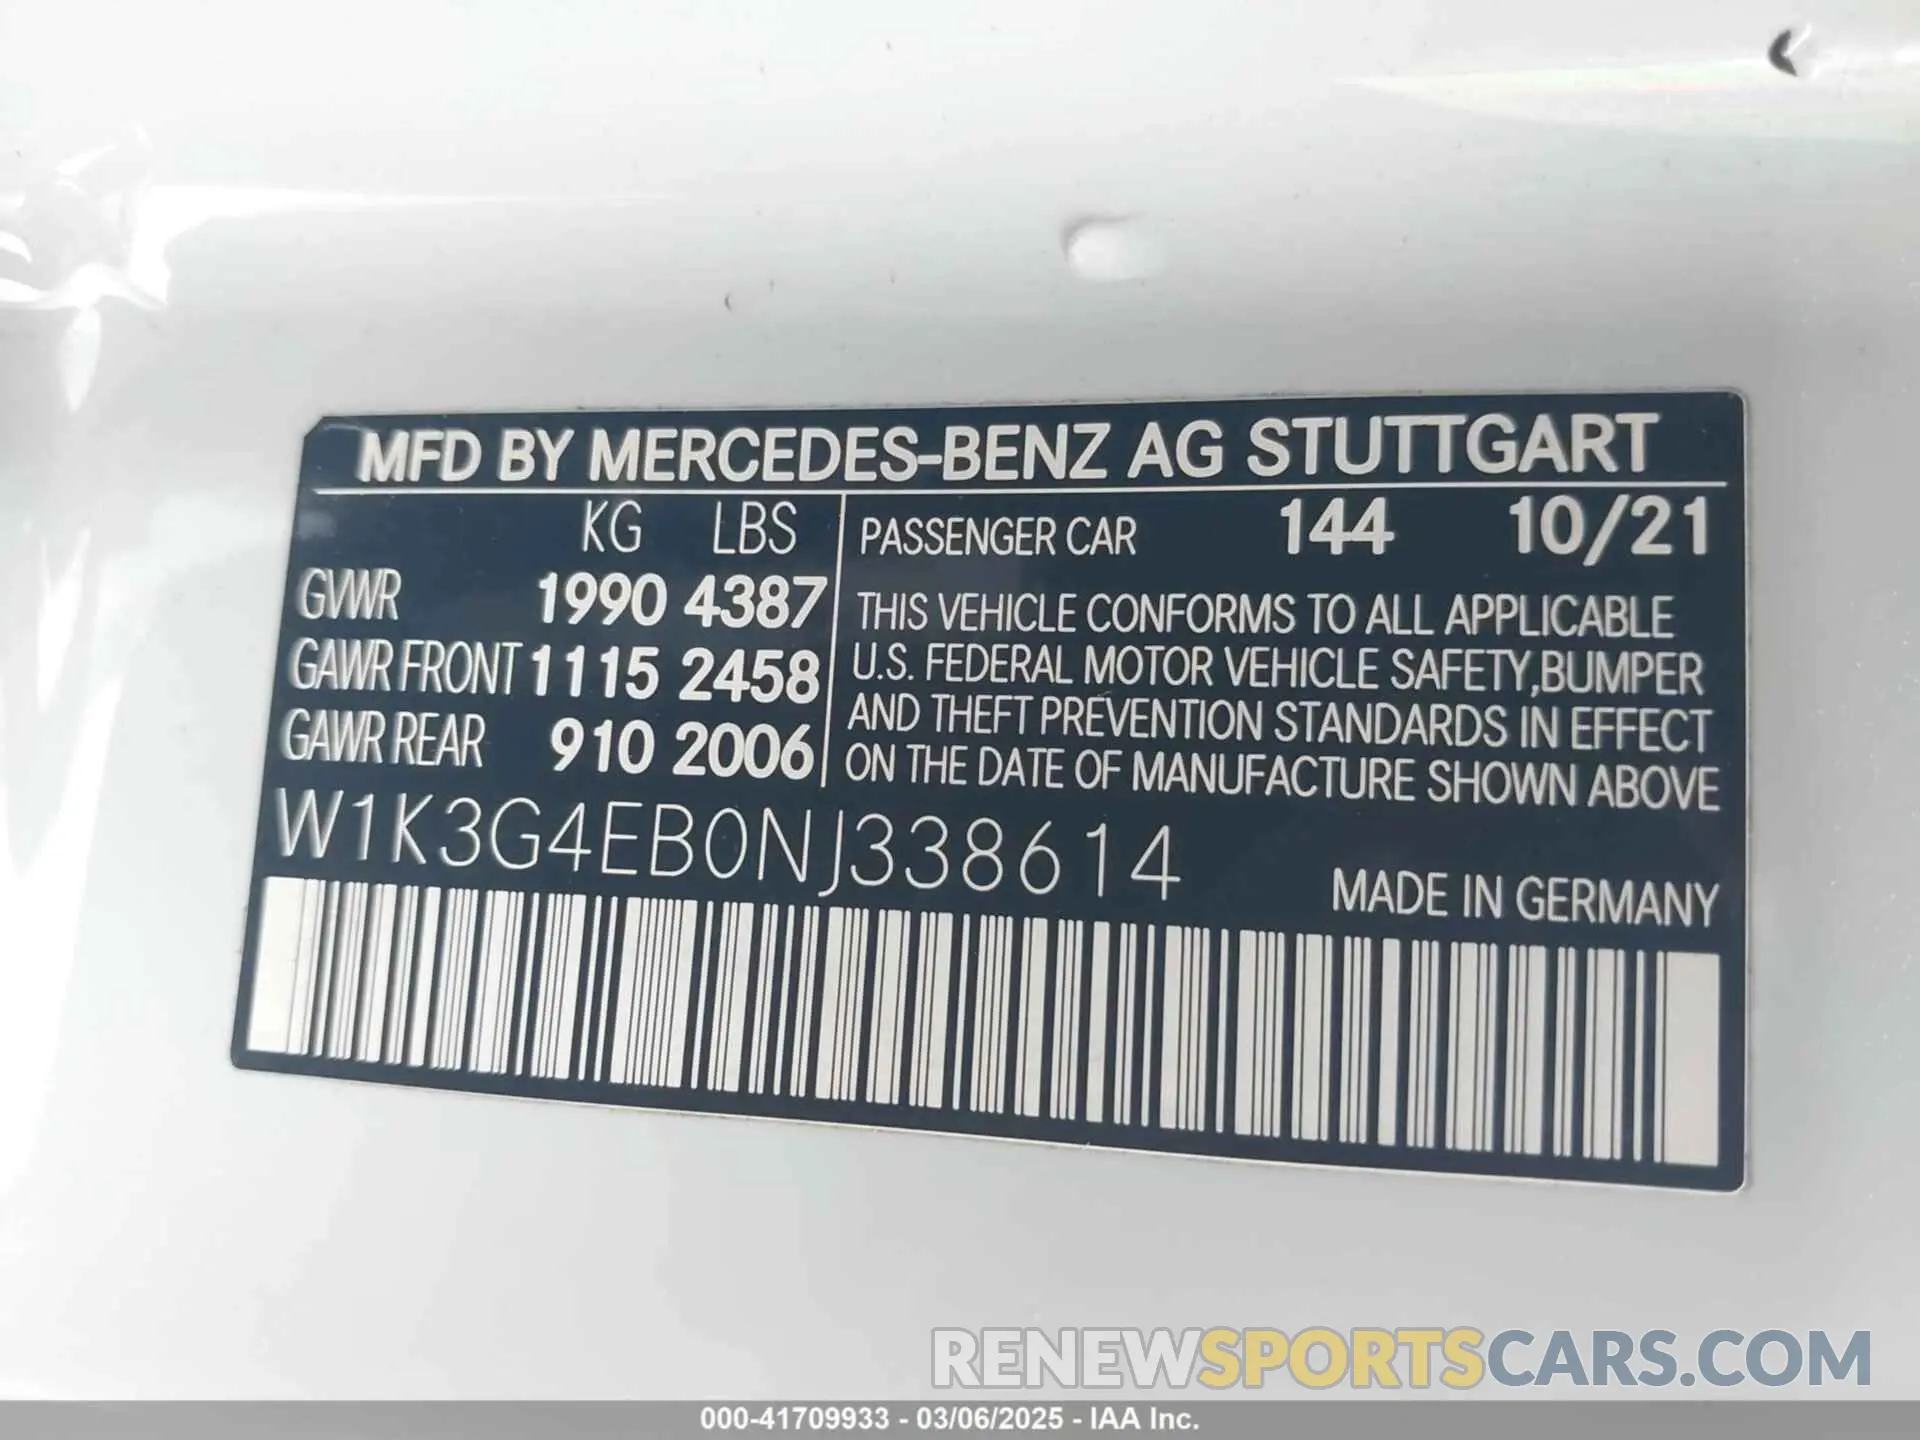 MFD BY MERCEDES-BENZ AG STUTTGART
KG LBS
GVWR 1990 4387
GAWR FRONT 1115 2458
GAWR REAR 910 2006
PASSENGER CAR 144 10/21
THIS VEHICLE CONFORMS TO ALL APPLICABLE
U.S. FEDERAL MOTOR VEHICLE SAFETY,BUMPER
AND THEFT PREVENTION STANDARDS IN EFFECT
ON THE DATE OF MANUFACTURE SHOWN ABOVE
W1K3G4EB0NJ338614
MADE IN GERMANY
RENEWSPORTSCARS.COM
000-41709933 - 03/06/2025 - IAA Inc.